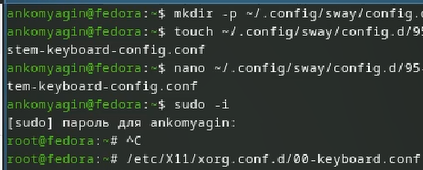 ankomyagin@fedora:~$ mkdir -p ~/.config/sway/config.
ankomyagin@fedora:~$ touch ~/.config/sway/config.d/95
stem-keyboard-config.conf
ankomyagin@fedora:~$ nano ~/.config/sway/config.d/95-
tem-keyboard-config.conf
ankomyagin@fedora:~$ sudo -i
[sudo] пароль для ankomyagin:
root@fedora:~# ^C
root@fedora:~# /etc/X11/xorg.conf.d/00-keyboard.conf